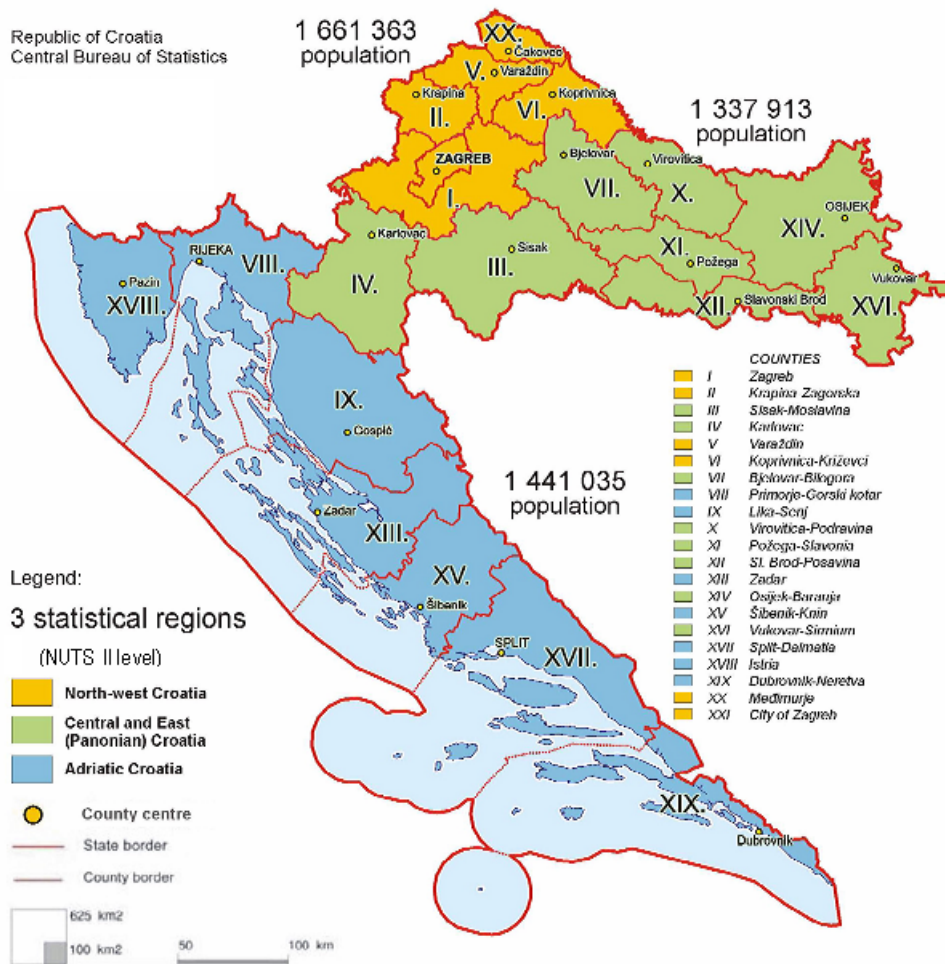 Republic of Croatia
Central Bureau of Statistics
1 661 363
population
XX.
Čakovec
V.
Varaždin
Krapina
II.
VI.
Koprivnica
1 337 913
population
ZAGREB
I.
Bjelovar
VII.
Virovitica
X.
OSIJEK
XIV.
Karlovac
IV.
Sisak
III.
XI.
Požega
Vukovar
XII.
Slavonski Brod
XVI.
RIJEKA
VIII.
Pazin
XVIII.
IX.
Gospić
1 441 035
population
Zadar
XIII.
XV.
Šibenik
SPLIT
XVII.
XIX.
Dubrovnik
COUNTIES
I Zagreb
II Krapina Zagorska
III Sisak-Moslavina
IV Karlovac
V Varaždin
VI Koprivnica-Križevci
VII Bjelovar-Bilogora
VIII Primorje-Gorski kotar
IX Lika-Senj
X Virovitica-Podravina
XI Požega-Slavonia
XII Sl. Brod-Posavina
XIII Zadar
XIV Osijek-Baranja
XV Šibenik-Knin
XVI Vukovar-Sirmium
XVII Split-Dalmatia
XVIII Istria
XIX Dubrovnik-Neretva
XX Međimurje
XXI City of Zagreb
Legend:
3 statistical regions
(NUTS II level)
North-west Croatia
Central and East
(Panonian) Croatia
Adriatic Croatia
County centre
State border
County border
625 km2
100 km2
50
100 km